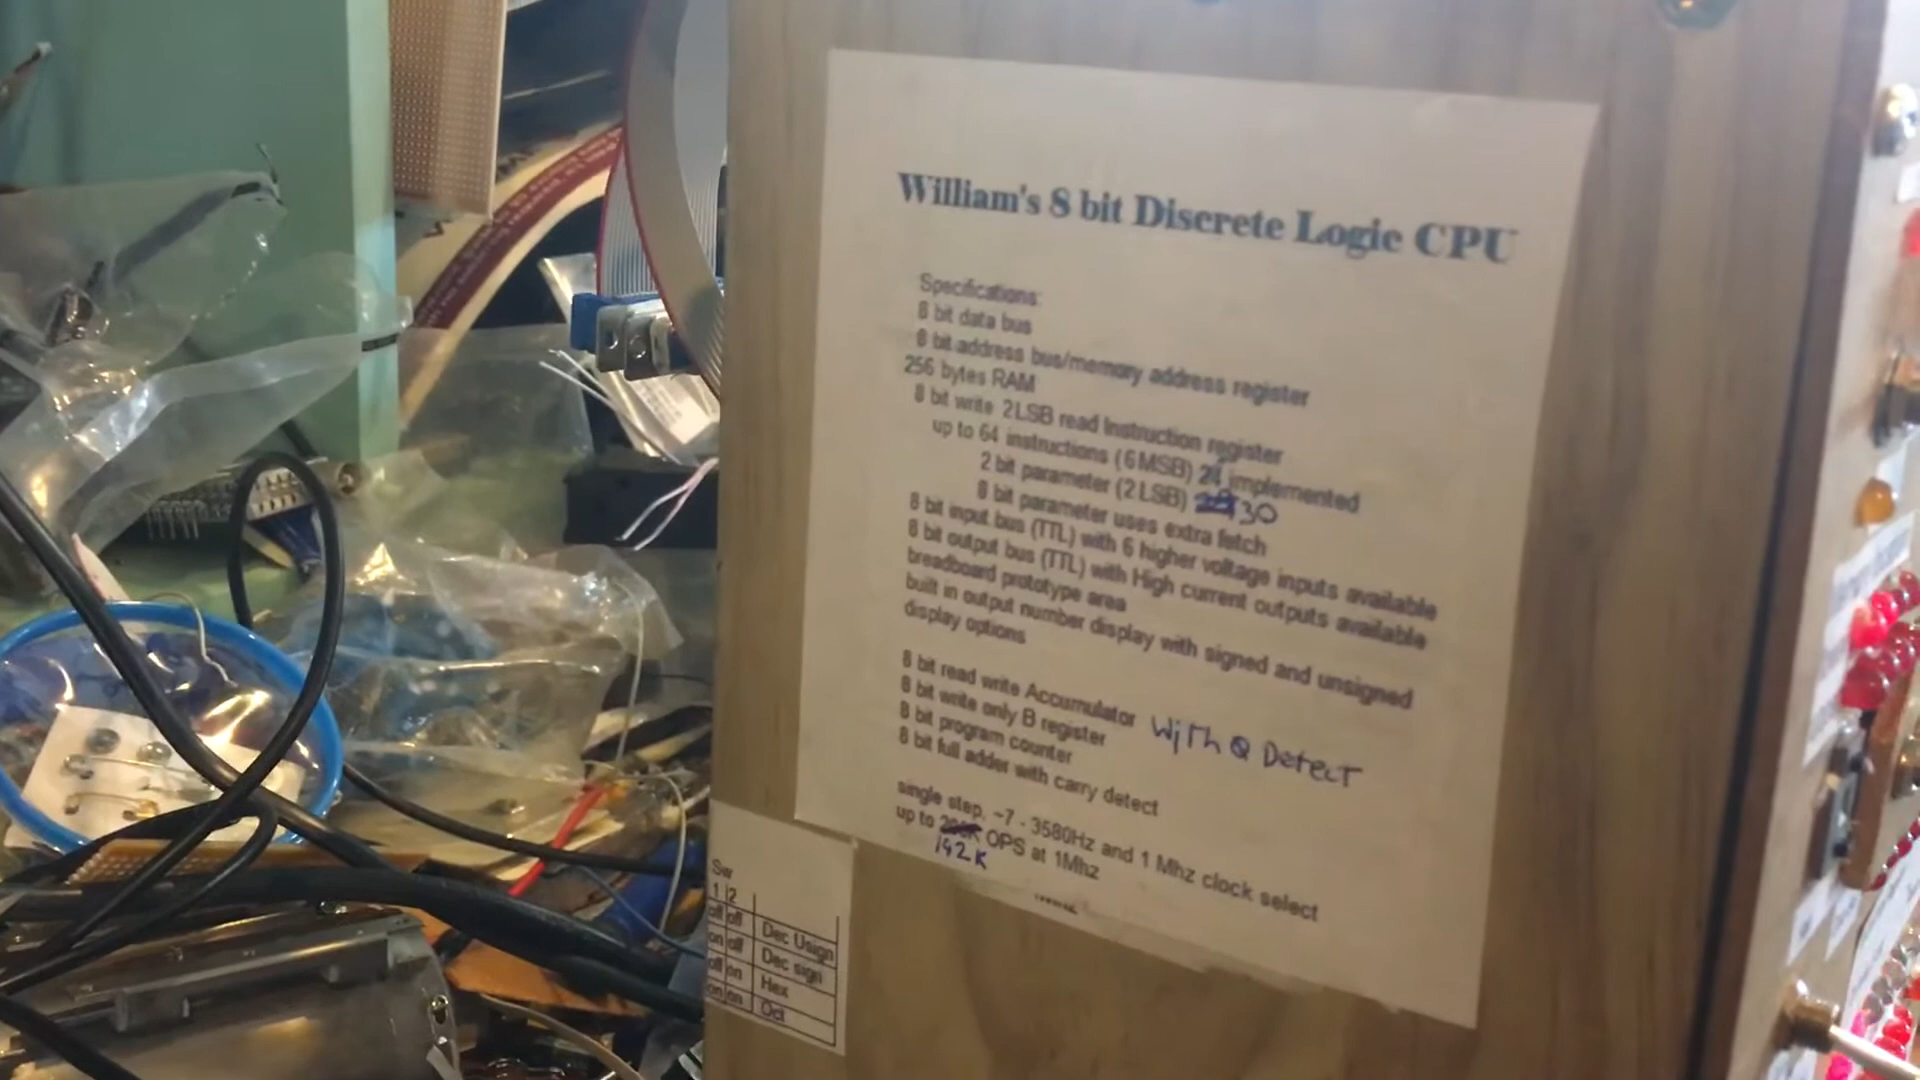 William's 8 bit Discrete Logic CPU
Specifications:
8 bit data bus
8 bit address bus/memory address register
256 bytes RAM
8 bit write 2LSB read Instruction register
up to 64 instructions (6MSB) 24 implemented
2 bit parameter (2LSB) 30
8 bit parameter uses extra fetch
8 bit input bus (TTL) with 6 higher voltage inputs available
8 bit output bus (TTL) with High current outputs available
breadboard prototype area
built in output number display with signed and unsigned
display options
8 bit read write Accumulator With 0 Detect
8 bit write only B register
8 bit program counter
8 bit full adder with carry detect
single step, ~7 - 3580Hz and 1 Mhz clock select
up to OPS at 1Mhz
192K
Sw
1 2
off off Dec Usign
on off Dec sign
off on Hex
on on Oct